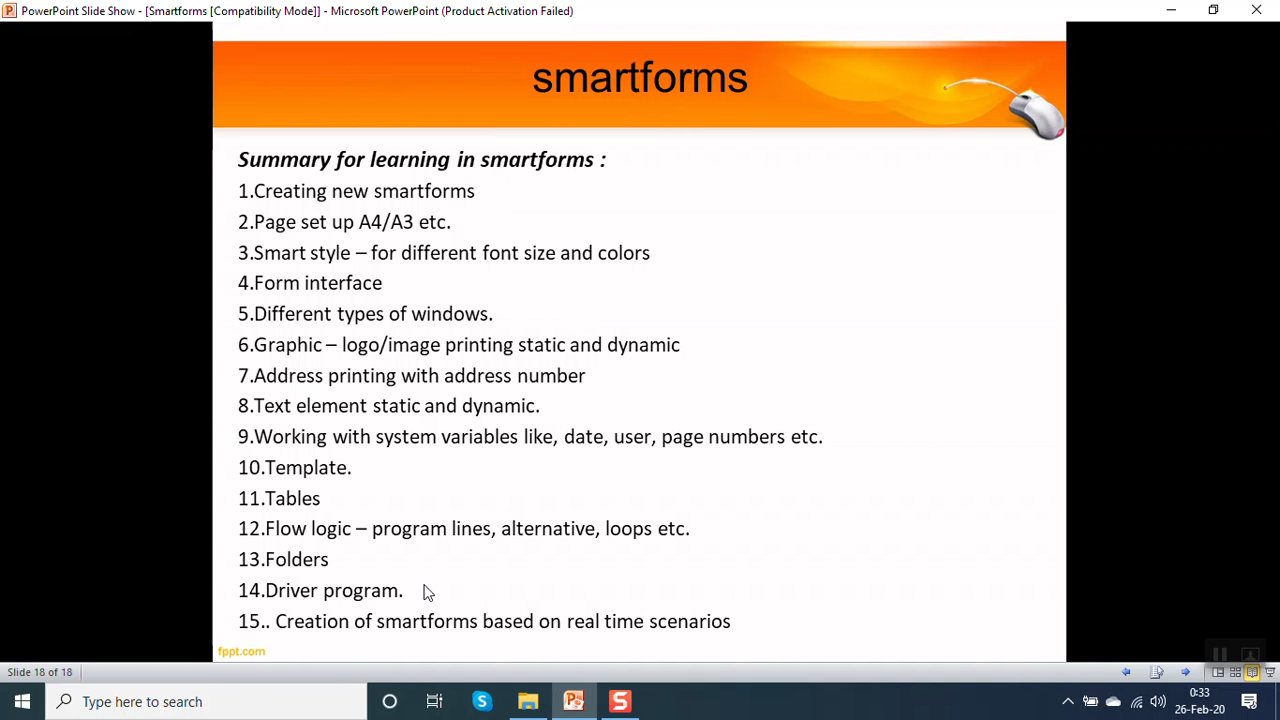 PowerPoint Slide Show - [Smartforms [Compatibility Mode]] - Microsoft PowerPoint (Product Activation Failed)
smartforms
Summary for learning in smartforms :
1.Creating new smartforms
2.Page set up A4/A3 etc.
3.Smart style – for different font size and colors
4.Form interface
5.Different types of windows.
6.Graphic – logo/image printing static and dynamic
7.Address printing with address number
8.Text element static and dynamic.
9.Working with system variables like, date, user, page numbers etc.
10.Template.
11.Tables
12.Flow logic – program lines, alternative, loops etc.
13.Folders
14.Driver program.
15.. Creation of smartforms based on real time scenarios
fppt.com
Slide 18 of 18
Type here to search
0:33
26-Feb-20